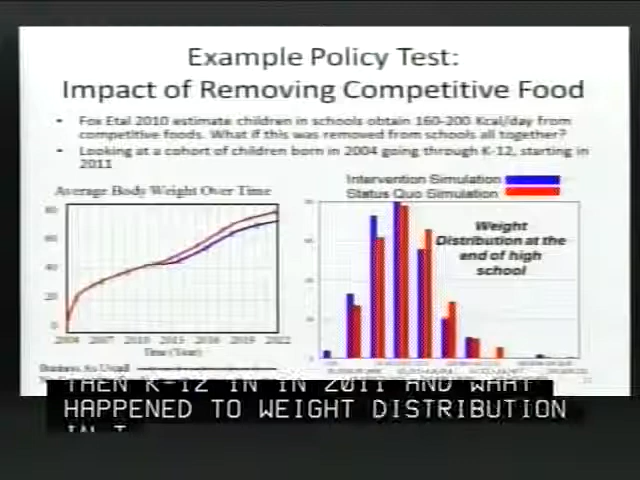 Example Policy Test:
Impact of Removing Competitive Food
• Fox Etal 2010 estimate children in schools obtain 160-200 Kcal/day from
competitive foods. What if this was removed from schools all together?
• Looking at a cohort of children born in 2004 going through K-12, starting in
2011
Intervention Simulation
Status Quo Simulation
Average Body Weight Over Time
80
60
40
20
0
2004 2007 2010 2013 2016 2019 2022
Time (Year)
Business As Usual
Weight
Distribution at the
end of high
school
THEN K-12 IN IN 2011 AND WHAT
HAPPENED TO WEIGHT DISTRIBUTION
IN T